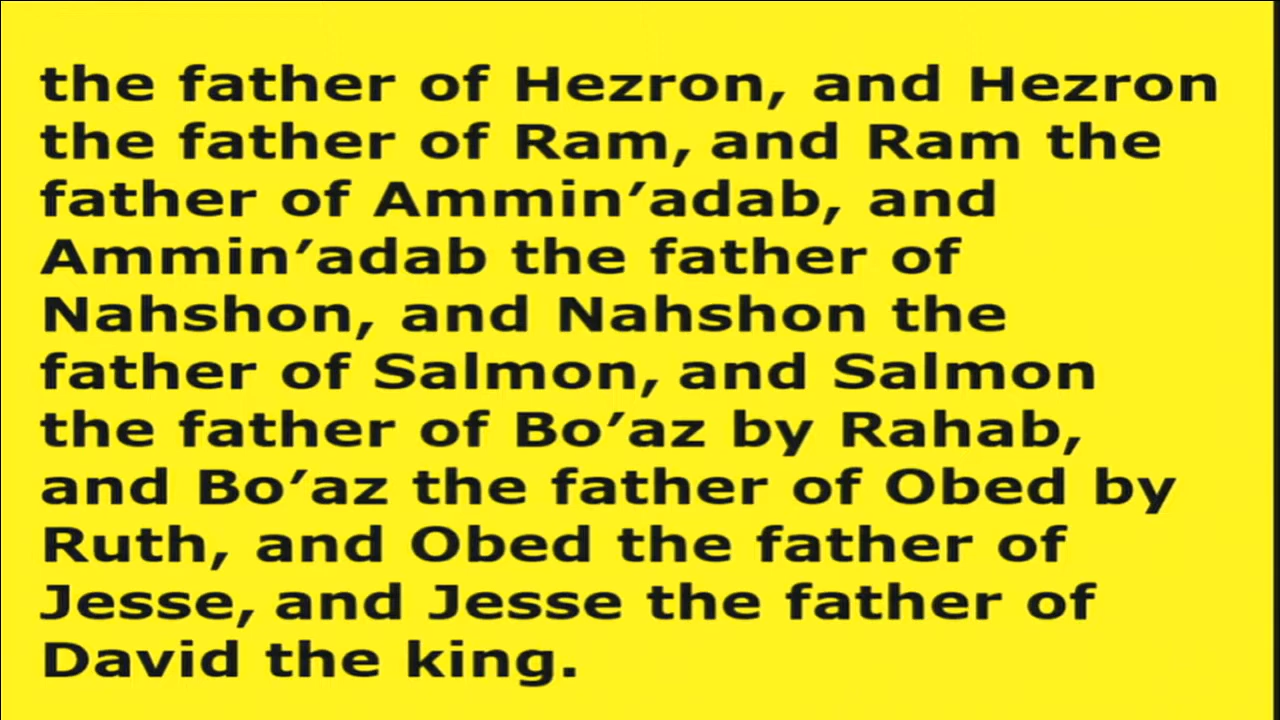 the father of Hezron, and Hezron
the father of Ram, and Ram the
father of Ammin’adab, and
Ammin’adab the father of
Nahshon, and Nahshon the
father of Salmon, and Salmon
the father of Bo’az by Rahab,
and Bo’az the father of Obed by
Ruth, and Obed the father of
Jesse, and Jesse the father of
David the king.